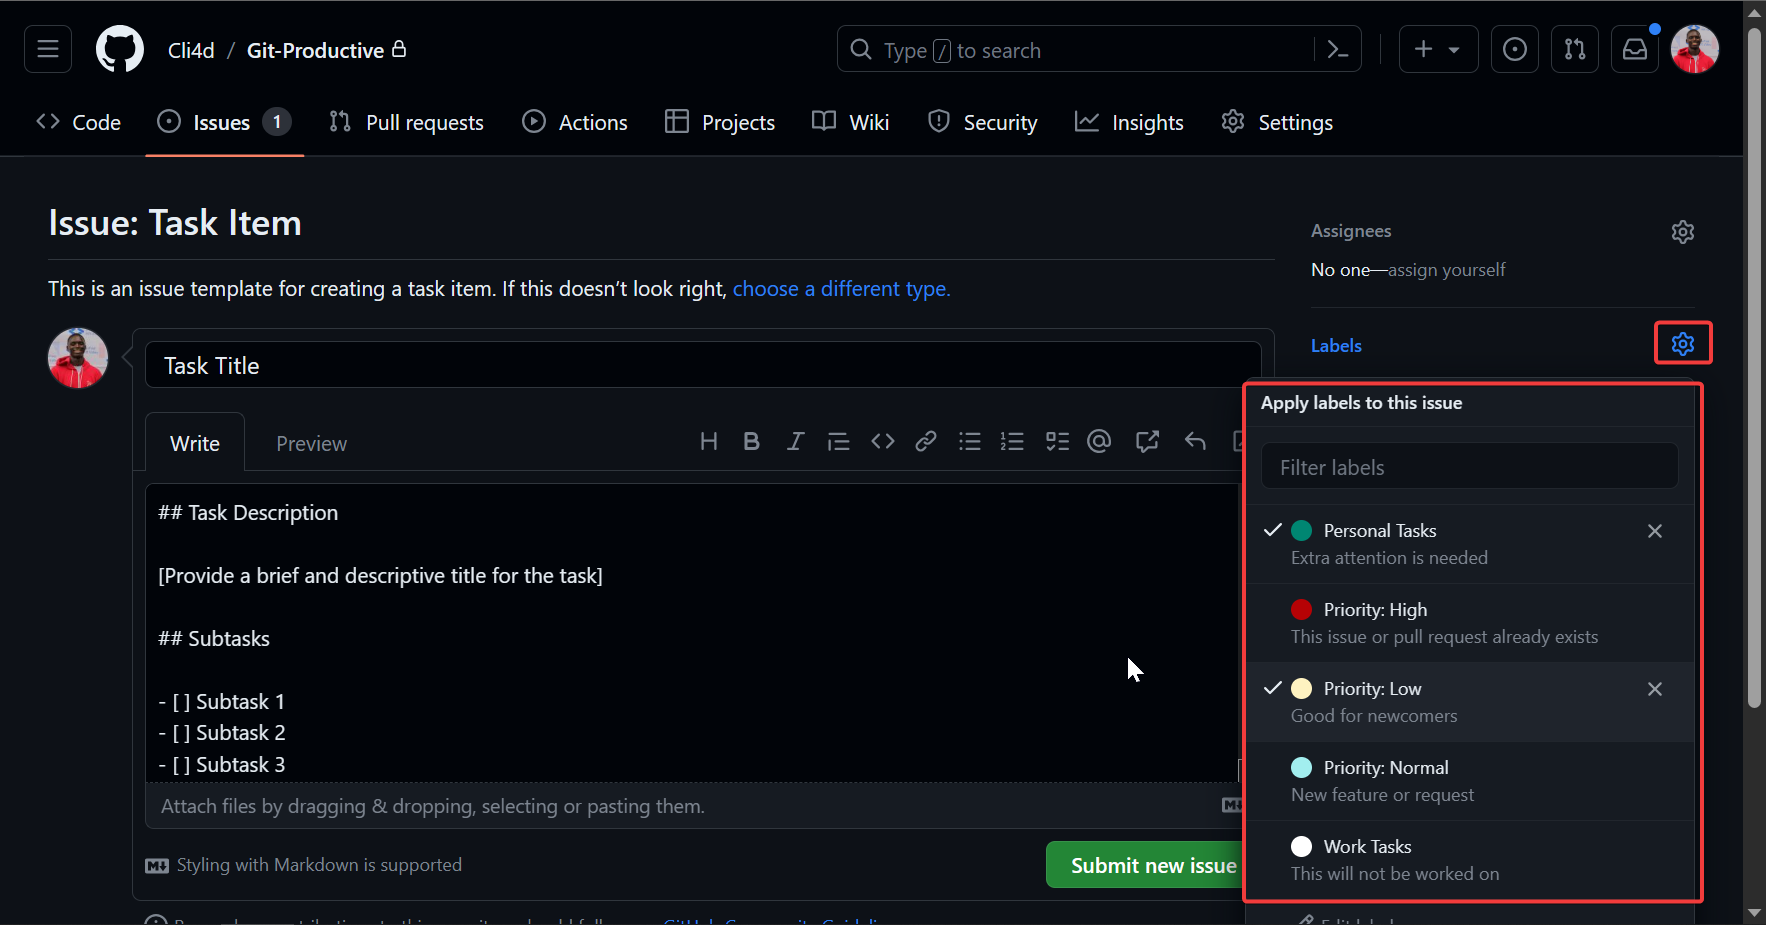 Cli4d / Git-Productive
Type / to search
Code
Issues 1
Pull requests
Actions
Projects
Wiki
Security
Insights
Settings
Issue: Task Item
This is an issue template for creating a task item. If this doesn't look right, choose a different type.
Task Title
Write
Preview
## Task Description
[Provide a brief and descriptive title for the task]
## Subtasks
- [ ] Subtask 1
- [ ] Subtask 2
- [ ] Subtask 3
Attach files by dragging & dropping, selecting or pasting them.
Styling with Markdown is supported
Submit new issue
Assignees
No one—assign yourself
Labels
Apply labels to this issue
Filter labels
Personal Tasks
Extra attention is needed
Priority: High
This issue or pull request already exists
Priority: Low
Good for newcomers
Priority: Normal
New feature or request
Work Tasks
This will not be worked on